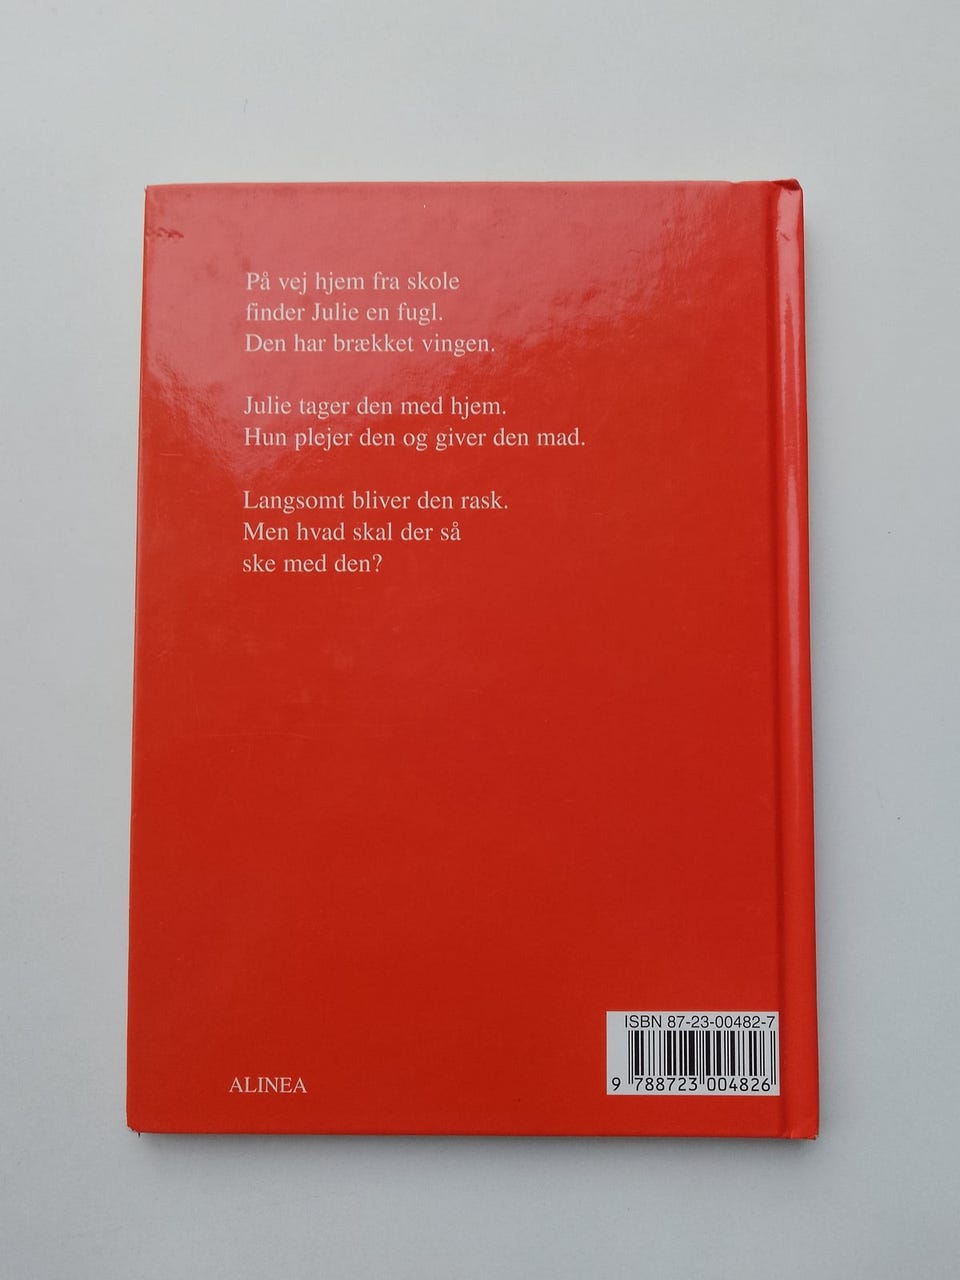 På vej hjem fra skole
finder Julie en fugl.
Den har brækket vingen.
Julie tager den med hjem.
Hun plejer den og giver den mad.
Langsomt bliver den rask.
Men hvad skal der så
ske med den?
ISBN 87-23-00482-7
9 788723 004826
ALINEA